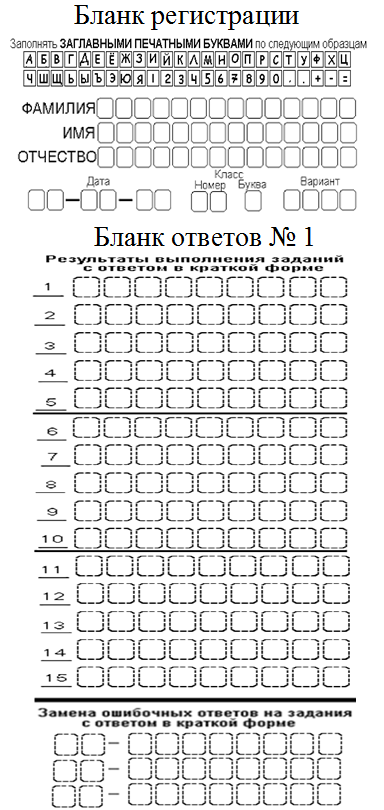 Бланк регистрации
Заполнять ЗАГЛАВНЫМИ ПЕЧАТНЫМИ БУКВАМИ по следующим образцам
А Б В Г Д Е Ё Ж З И Й К Л М Н О П Р С Т У Ф Х Ц
Ч Ш Щ Ь Ы Ъ Э Ю Я 1 2 3 4 5 6 7 8 9 0 , . + - =
ФАМИЛИЯ
ИМЯ
ОТЧЕСТВО
Дата Класс Вариант
Номер Буква
Бланк ответов № 1
Результаты выполнения заданий
с ответом в краткой форме
1
2
3
4
5
6
7
8
9
10
11
12
13
14
15
Замена ошибочных ответов на задания
с ответом в краткой форме